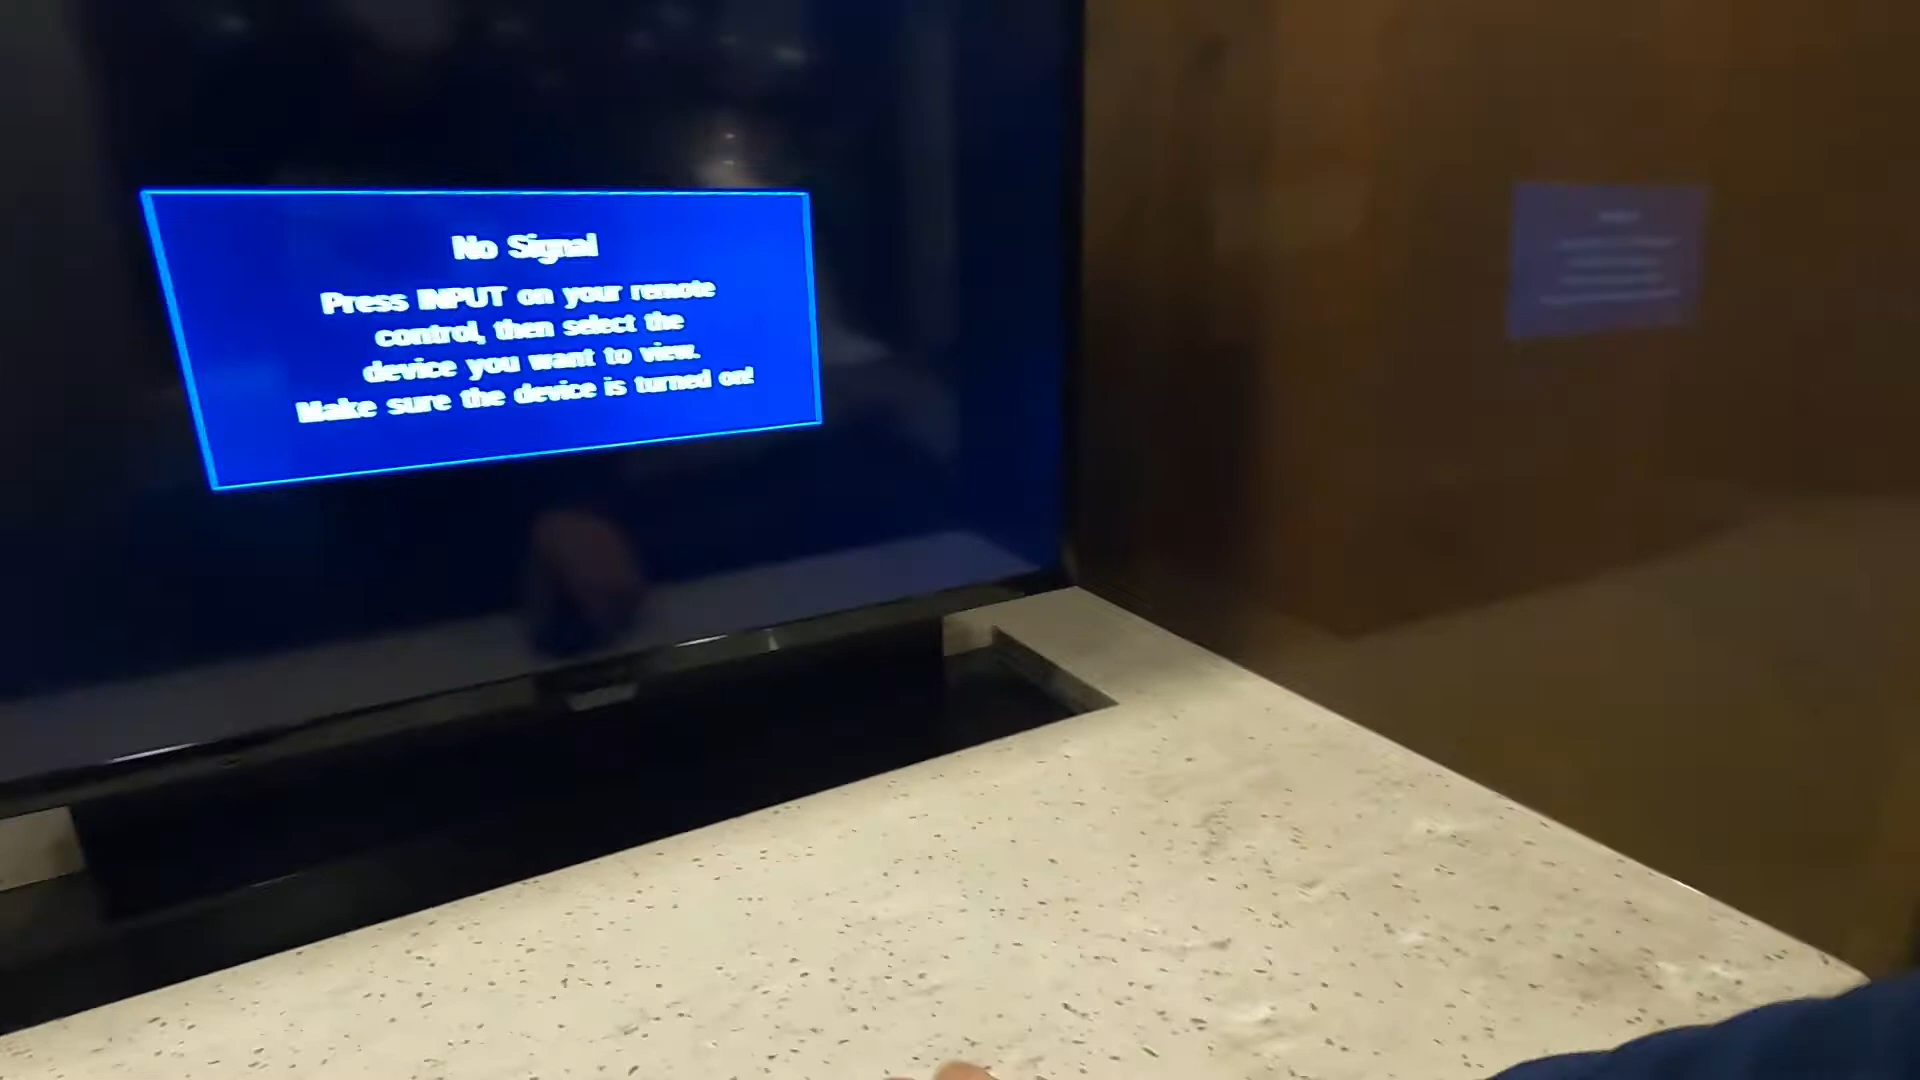 No Signal
Press INPUT on your remote
control, then select the
device you want to view.
Make sure the device is turned on!